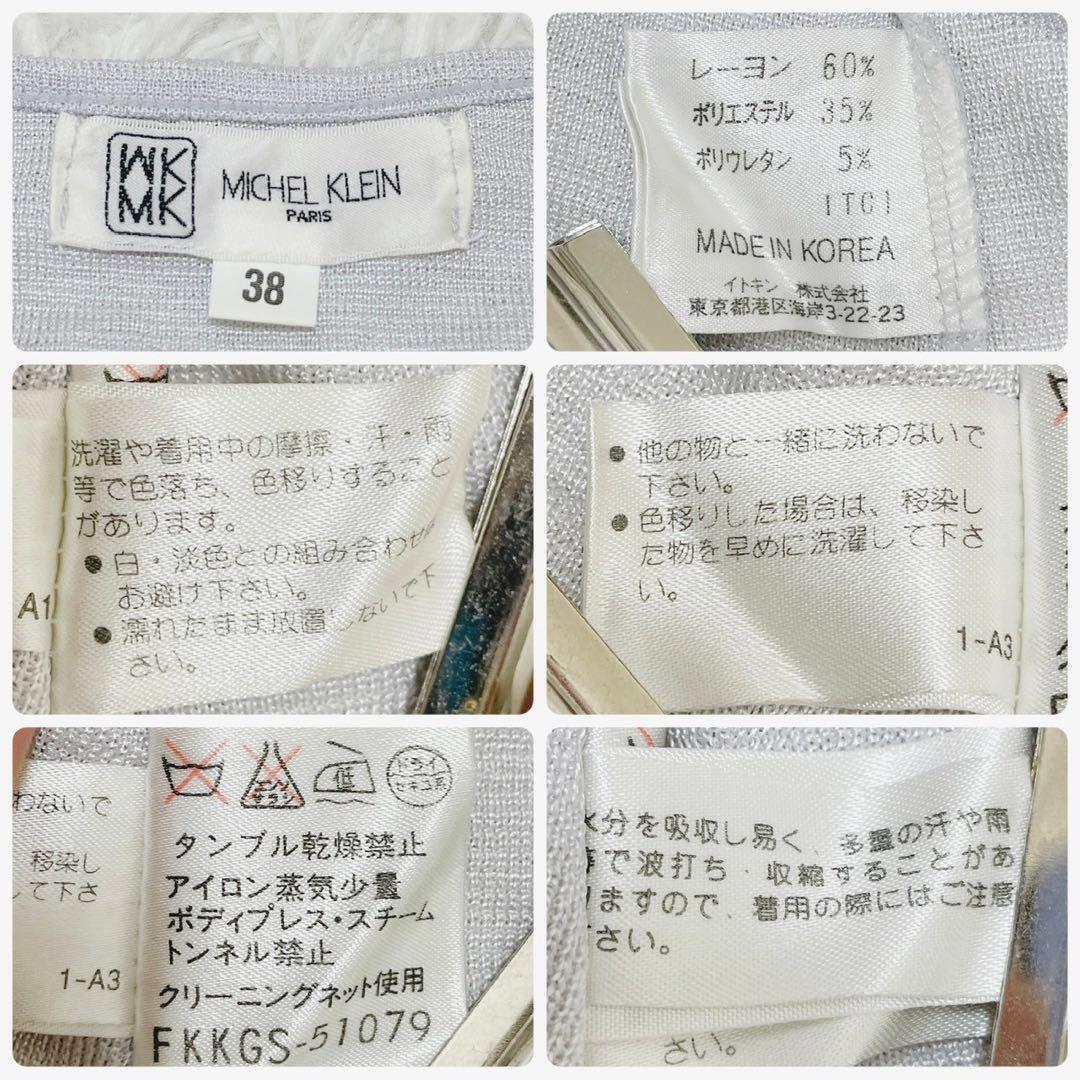 WK
MK
MICHEL KLEIN
PARIS
38
レーヨン 60%
ポリエステル 35%
ポリウレタン 5%
ITCI
MADE IN KOREA
イトキン 株式会社
東京都港区海岸3-22-23
洗濯や着用中の摩擦・汗・雨
等で色落ち、色移りすること
があります。
●白・淡色との組み合わせは
お避け下さい。
●濡れたまま放置しないで下
さい。
A1
●他の物と一緒に洗わないで
下さい。
●色移りした場合は、移染し
た物を早めに洗濯して下さ
い。
1-A3
わないで
移染し
して下さ
1-A3
エンソ
サラシ
低
ドライ
セキユ系
タンブル乾燥禁止
アイロン蒸気少量
ボディプレス・スチーム
トンネル禁止
クリーニングネット使用
FKKGS-51079
水分を吸収し易く、多量の汗や雨
等で波打ち・収縮することがあ
りますので、着用の際にはご注意
下さい。
さい。